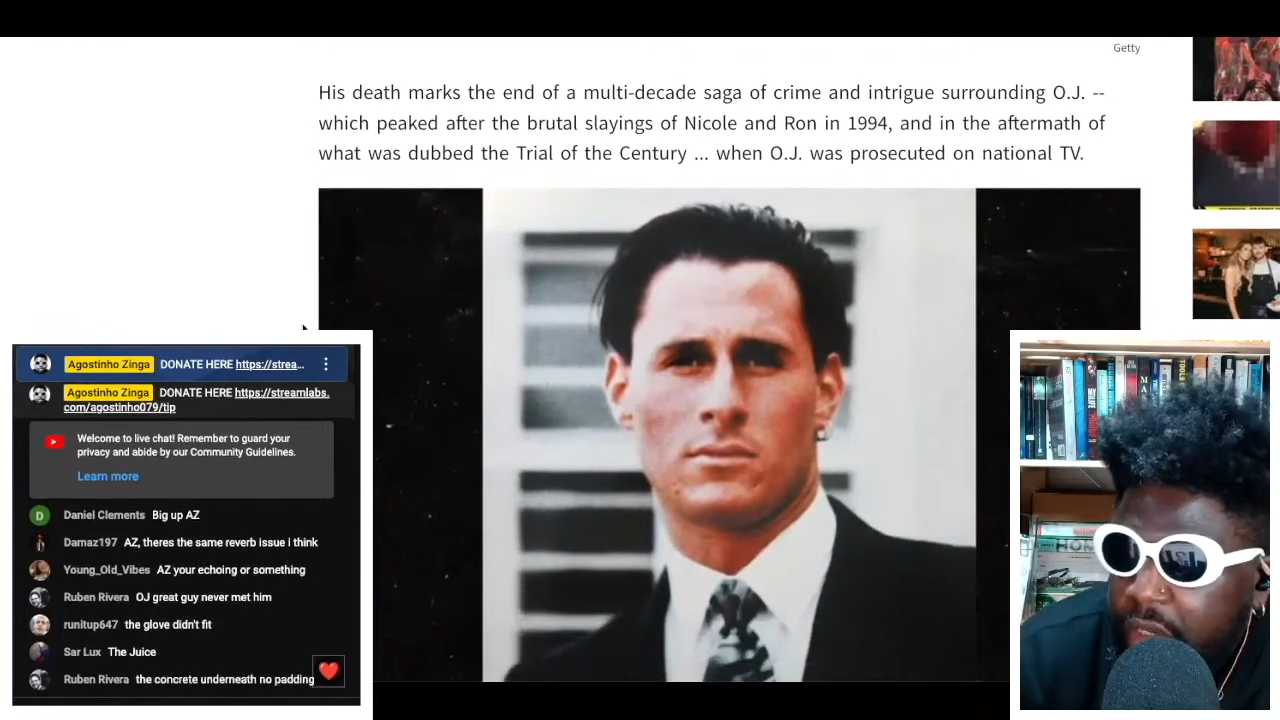 Getty
His death marks the end of a multi-decade saga of crime and intrigue surrounding O.J. --
which peaked after the brutal slayings of Nicole and Ron in 1994, and in the aftermath of
what was dubbed the Trial of the Century ... when O.J. was prosecuted on national TV.
Agostinho Zinga DONATE HERE https://strea...
Agostinho Zinga DONATE HERE https://streamlabs.
com/agostinho079/tip
Welcome to live chat! Remember to guard your
privacy and abide by our Community Guidelines.
Learn more
D Daniel Clements Big up AZ
Damaz197 AZ, theres the same reverb issue i think
Young_Old_Vibes AZ your echoing or something
Ruben Rivera OJ great guy never met him
runitup647 the glove didn't fit
Sar Lux The Juice
Ruben Rivera the concrete underneath no padding